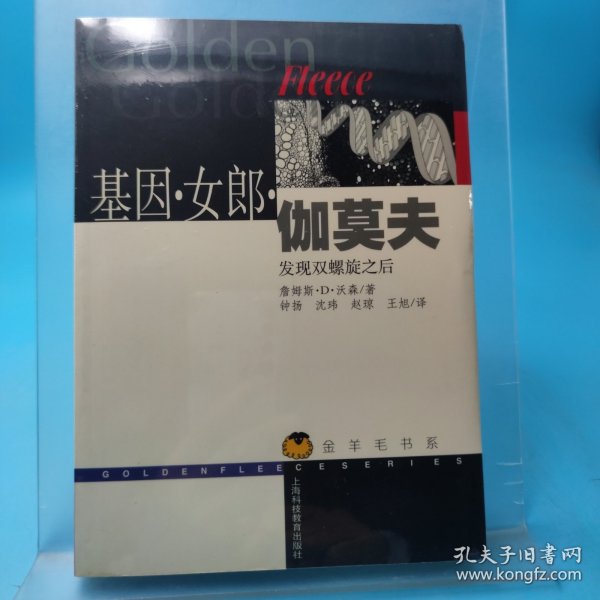 Golden
Gold
Fleece
基因·女郎·
伽莫夫
发现双螺旋之后
詹姆斯·D·沃森/著
钟扬 沈玮 赵琼 王旭/译
金羊毛书系
GOLDENFLEECESERIES
上海科技教育出版社
孔夫子旧书网
www.kongfz.com